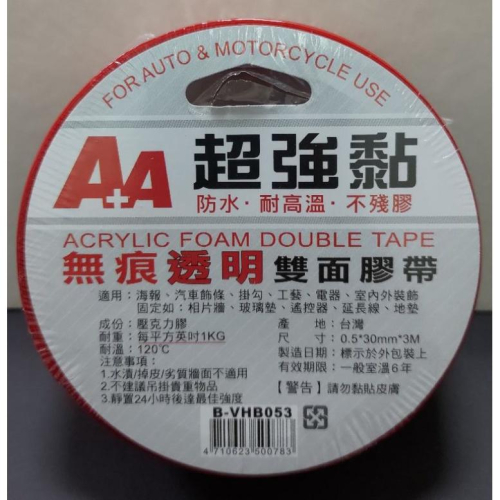 FOR AUTO & MOTORCYCLE USE
A+A 超強黏
防水・耐高溫・不殘膠
ACRYLIC FOAM DOUBLE TAPE
無痕透明雙面膠帶
適用：海報、汽車飾條、掛勾、工藝、電器、室內外裝飾
固定如：相片牆、玻璃墊、遙控器、延長線、地墊
成份：壓克力膠
耐重：每平方英吋1KG
耐溫：120℃
注意事項：
1.水漬/掉皮/劣質牆面不適用
2.不建議吊掛貴重物品
3.靜置24小時後達最佳強度
產地：台灣
尺寸：0.5*30mm*3M
製造日期：標示於外包裝上
有效期限：一般室溫6年
【警告】請勿黏貼皮膚
B-VHB053
4710623500783